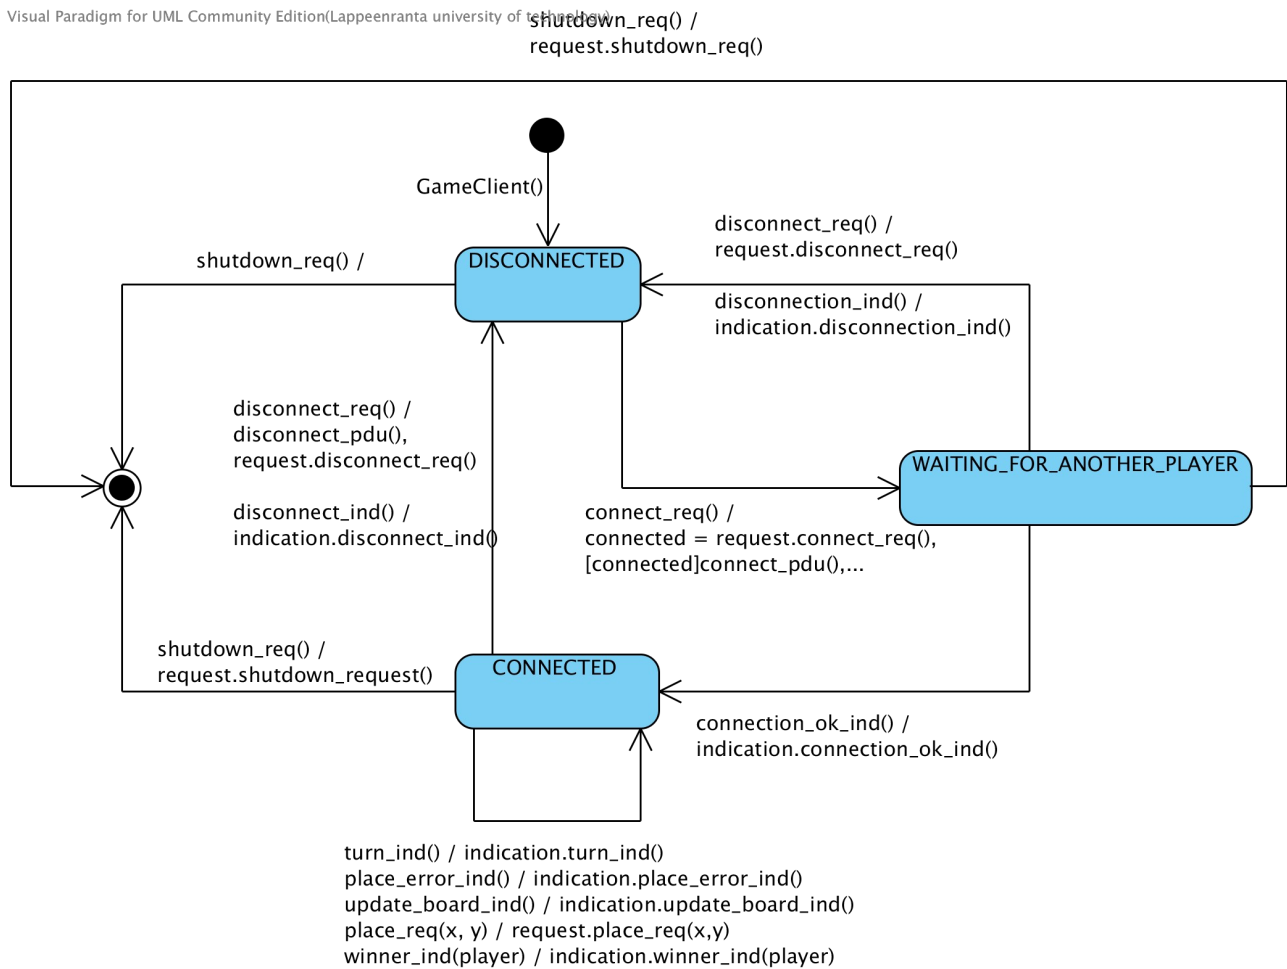 Visual Paradigm for UML Community Edition(Lappeenranta university of technology)
shutdown_req() /
request.shutdown_req()
GameClient()
disconnect_req() /
request.disconnect_req()
shutdown_req() /
DISCONNECTED
disconnection_ind() /
indication.disconnection_ind()
disconnect_req() /
disconnect_pdu(),
request.disconnect_req()
disconnect_ind() /
indication.disconnect_ind()
WAITING_FOR_ANOTHER_PLAYER
connect_req() /
connected = request.connect_req(),
[connected]connect_pdu(),...
shutdown_req() /
request.shutdown_request()
CONNECTED
connection_ok_ind() /
indication.connection_ok_ind()
turn_ind() / indication.turn_ind()
place_error_ind() / indication.place_error_ind()
update_board_ind() / indication.update_board_ind()
place_req(x, y) / request.place_req(x,y)
winner_ind(player) / indication.winner_ind(player)